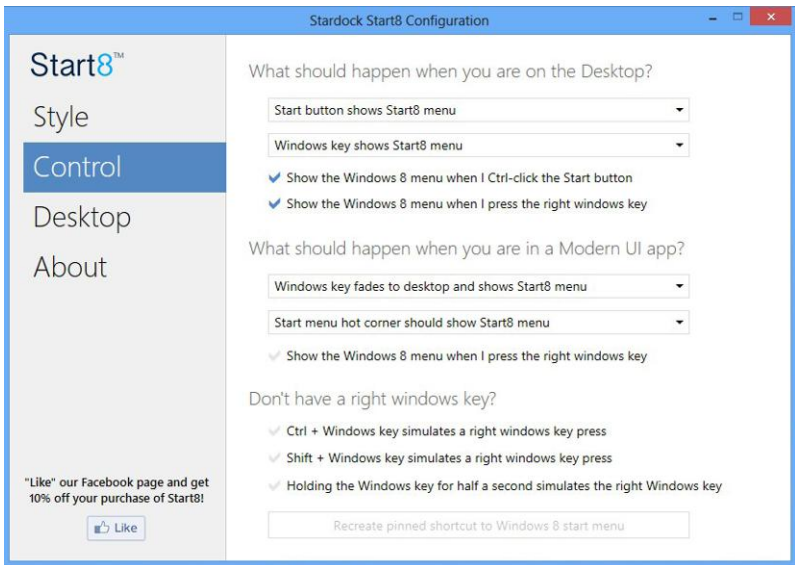 Stardock Start8 Configuration
Start8™
Style
Control
Desktop
About
"Like" our Facebook page and get
10% off your purchase of Start8!
Like
What should happen when you are on the Desktop?
Start button shows Start8 menu
Windows key shows Start8 menu
Show the Windows 8 menu when I Ctrl-click the Start button
Show the Windows 8 menu when I press the right windows key
What should happen when you are in a Modern UI app?
Windows key fades to desktop and shows Start8 menu
Start menu hot corner should show Start8 menu
Show the Windows 8 menu when I press the right windows key
Don't have a right windows key?
Ctrl + Windows key simulates a right windows key press
Shift + Windows key simulates a right windows key press
Holding the Windows key for half a second simulates the right Windows key
Recreate pinned shortcut to Windows 8 start menu